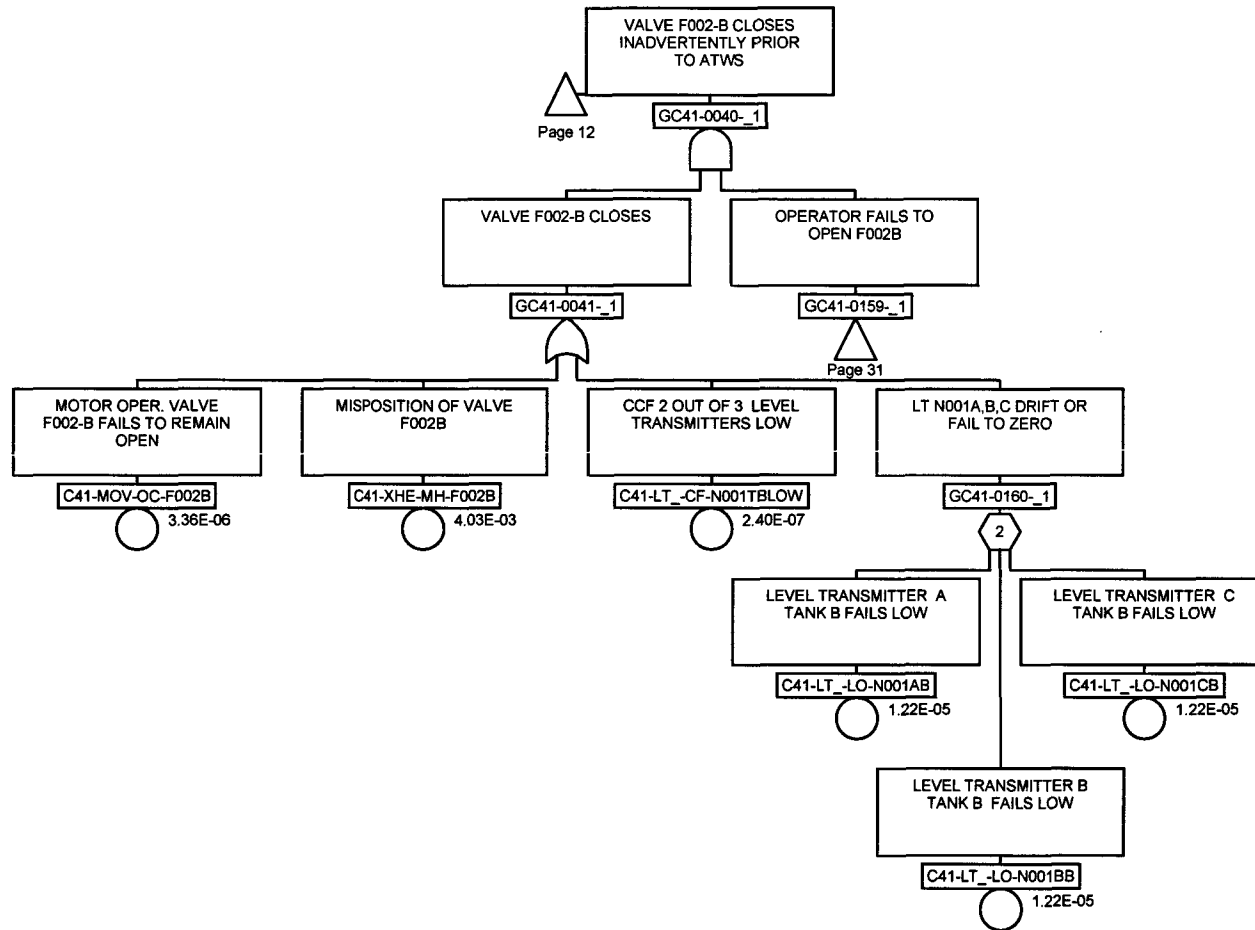 VALVE F002-B CLOSES
INADVERTENTLY PRIOR
TO ATWS
Page 12
GC41-0040-_1
VALVE F002-B CLOSES
GC41-0041-_1
OPERATOR FAILS TO
OPEN F002B
GC41-0159-_1
Page 31
MOTOR OPER. VALVE
F002-B FAILS TO REMAIN
OPEN
C41-MOV-OC-F002B
3.36E-06
MISPOSITION OF VALVE
F002B
C41-XHE-MH-F002B
4.03E-03
CCF 2 OUT OF 3 LEVEL
TRANSMITTERS LOW
C41-LT_-CF-N001TBLOW
2.40E-07
LT N001A,B,C DRIFT OR
FAIL TO ZERO
GC41-0160-_1
2
LEVEL TRANSMITTER A
TANK B FAILS LOW
C41-LT_-LO-N001AB
1.22E-05
LEVEL TRANSMITTER C
TANK B FAILS LOW
C41-LT_-LO-N001CB
1.22E-05
LEVEL TRANSMITTER B
TANK B FAILS LOW
C41-LT_-LO-N001BB
1.22E-05